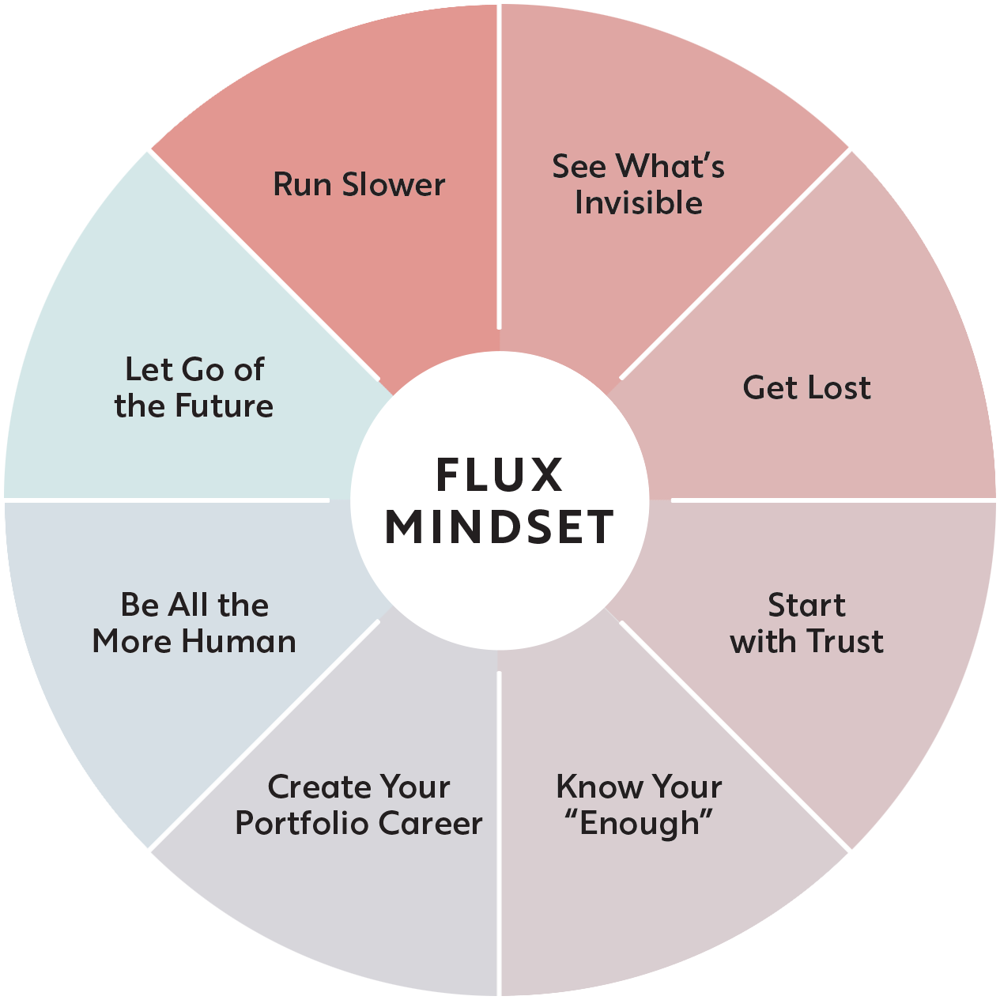 Run Slower
See What’s
Invisible
Get Lost
Start
with Trust
Know Your
“Enough”
Create Your
Portfolio Career
Be All the
More Human
Let Go of
the Future
FLUX
MINDSET